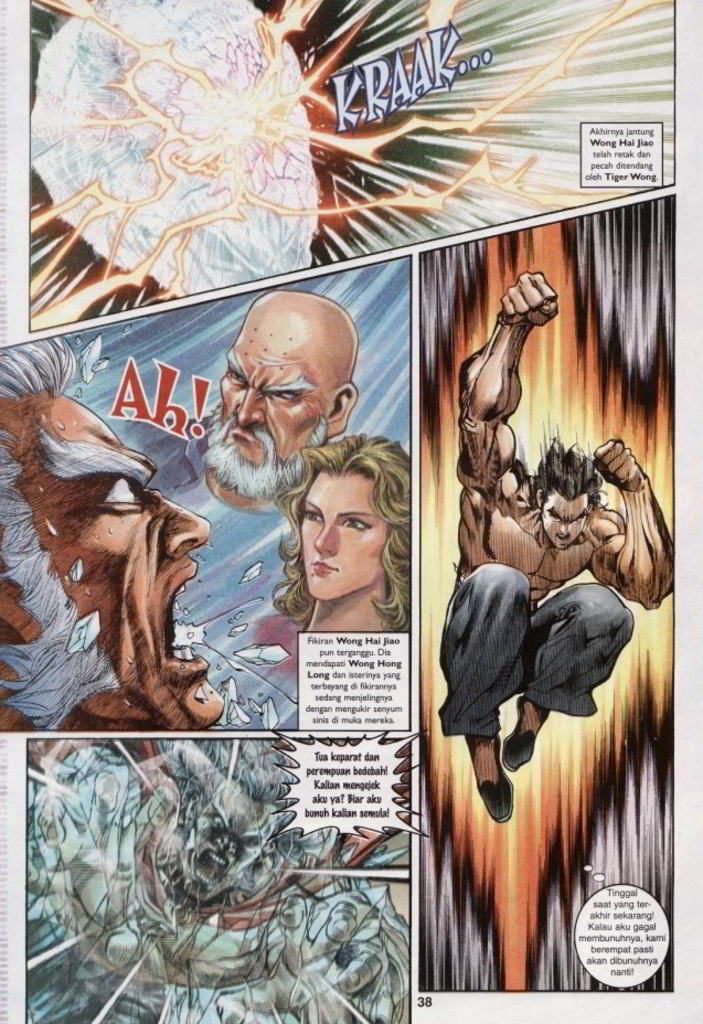 KRAAK...
Akhirnya jantung
Wong Hai Jiao
telah retak dan
pecah ditendang
oleh Tiger Wong.
Ah!
Fikiran Wong Hai Jiao
pun terganggu. Dia
mendapati Wong Hong
Long dan isterinya yang
terbayang di fikirannya
sedang menjelingnya
dengan mengukir senyum
sinis di muka mereka.
Tua keparat dan
perempuan bedebah!
Kalian mengejek
aku ya? Biar aku
bunuh kalian semula!
Tinggal
saat yang ter-
akhir sekarang!
Kalau aku gagal
membunuhnya, kami
berempat pasti
akan dibunuhnya
nanti!
38